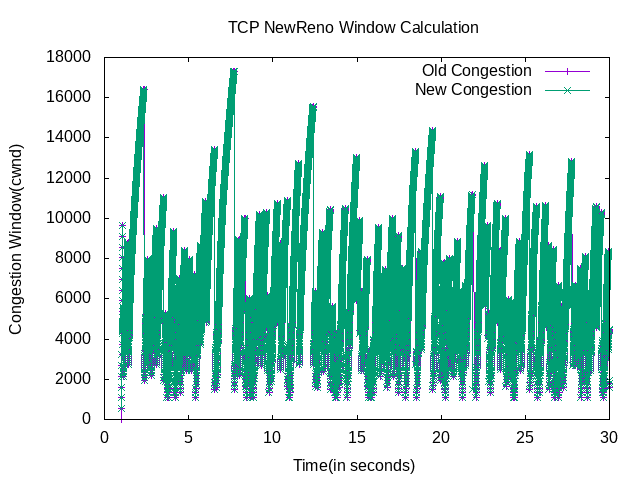 TCP NewReno Window Calculation
Old Congestion
New Congestion
18000
16000
14000
12000
10000
8000
6000
4000
2000
0
Congestion Window(cwnd)
0 5 10 15 20 25 30
Time(in seconds)